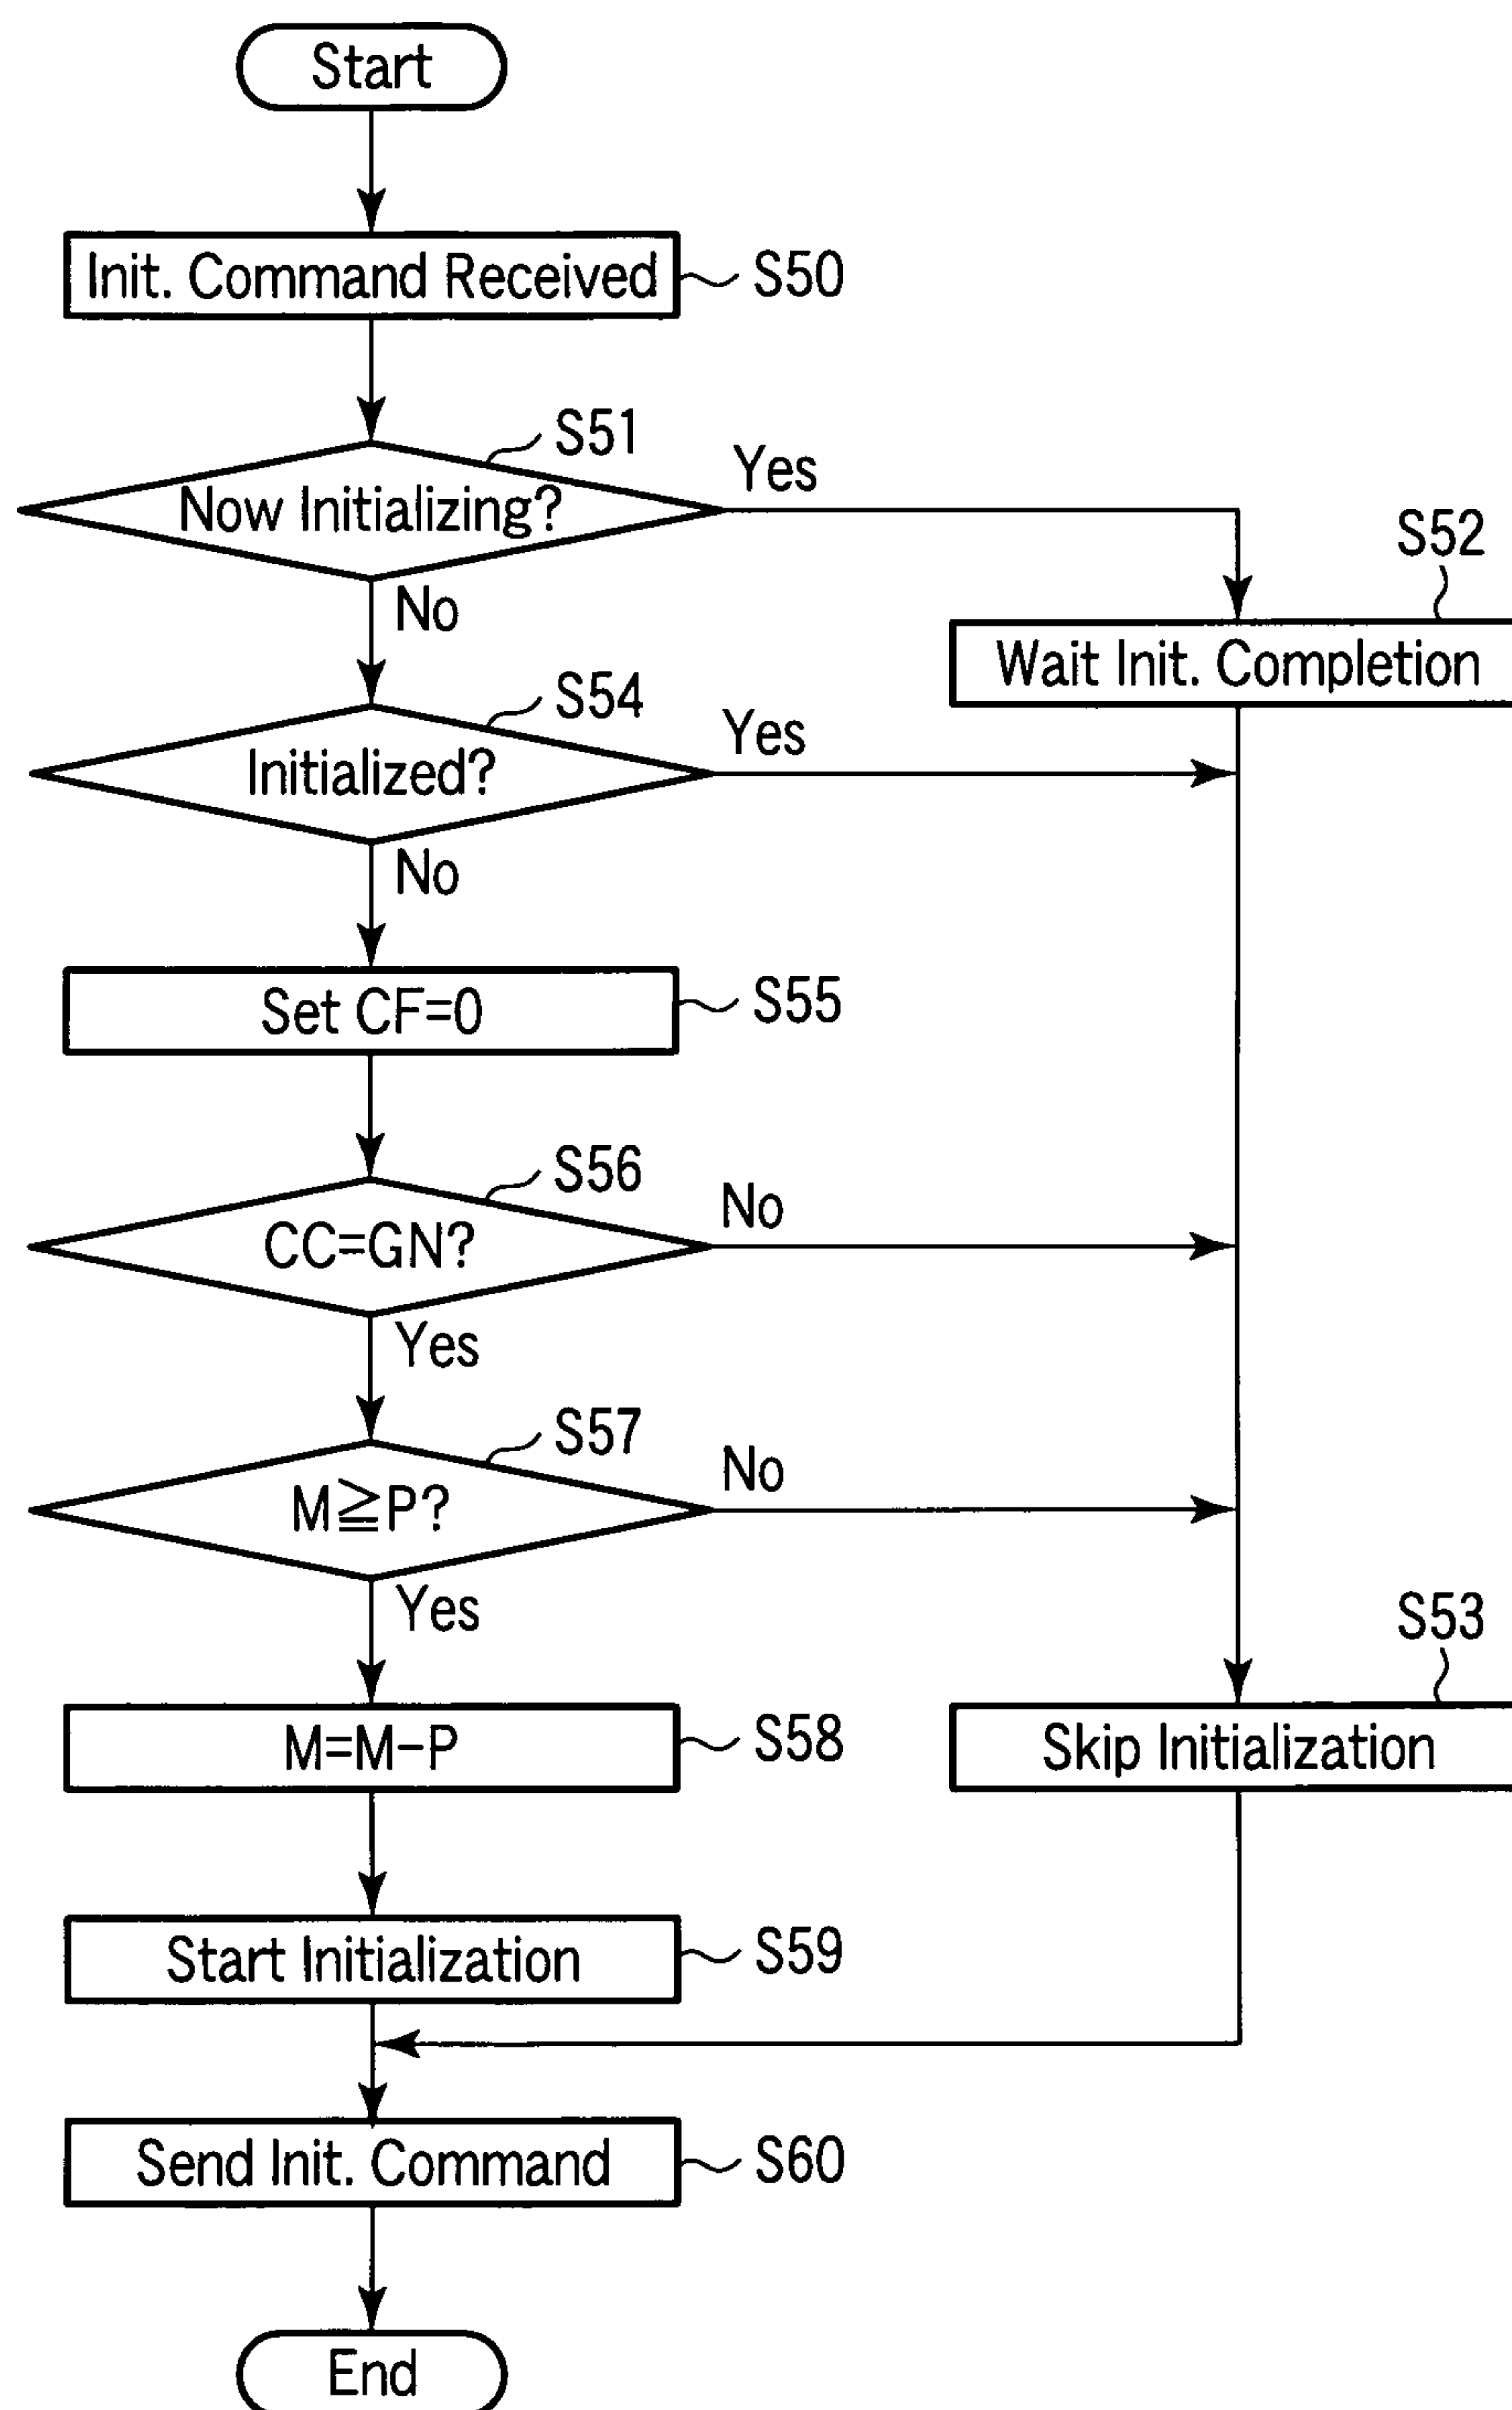 Start
Init. Command Received
S50
S51
Now Initializing?
Yes
No
S52
Wait Init. Completion
S54
Initialized?
Yes
No
Set CF=0
S55
S56
CC=GN?
No
Yes
S57
M≧P?
No
Yes
S53
M=M-P
S58
Skip Initialization
Start Initialization
S59
Send Init. Command
S60
End